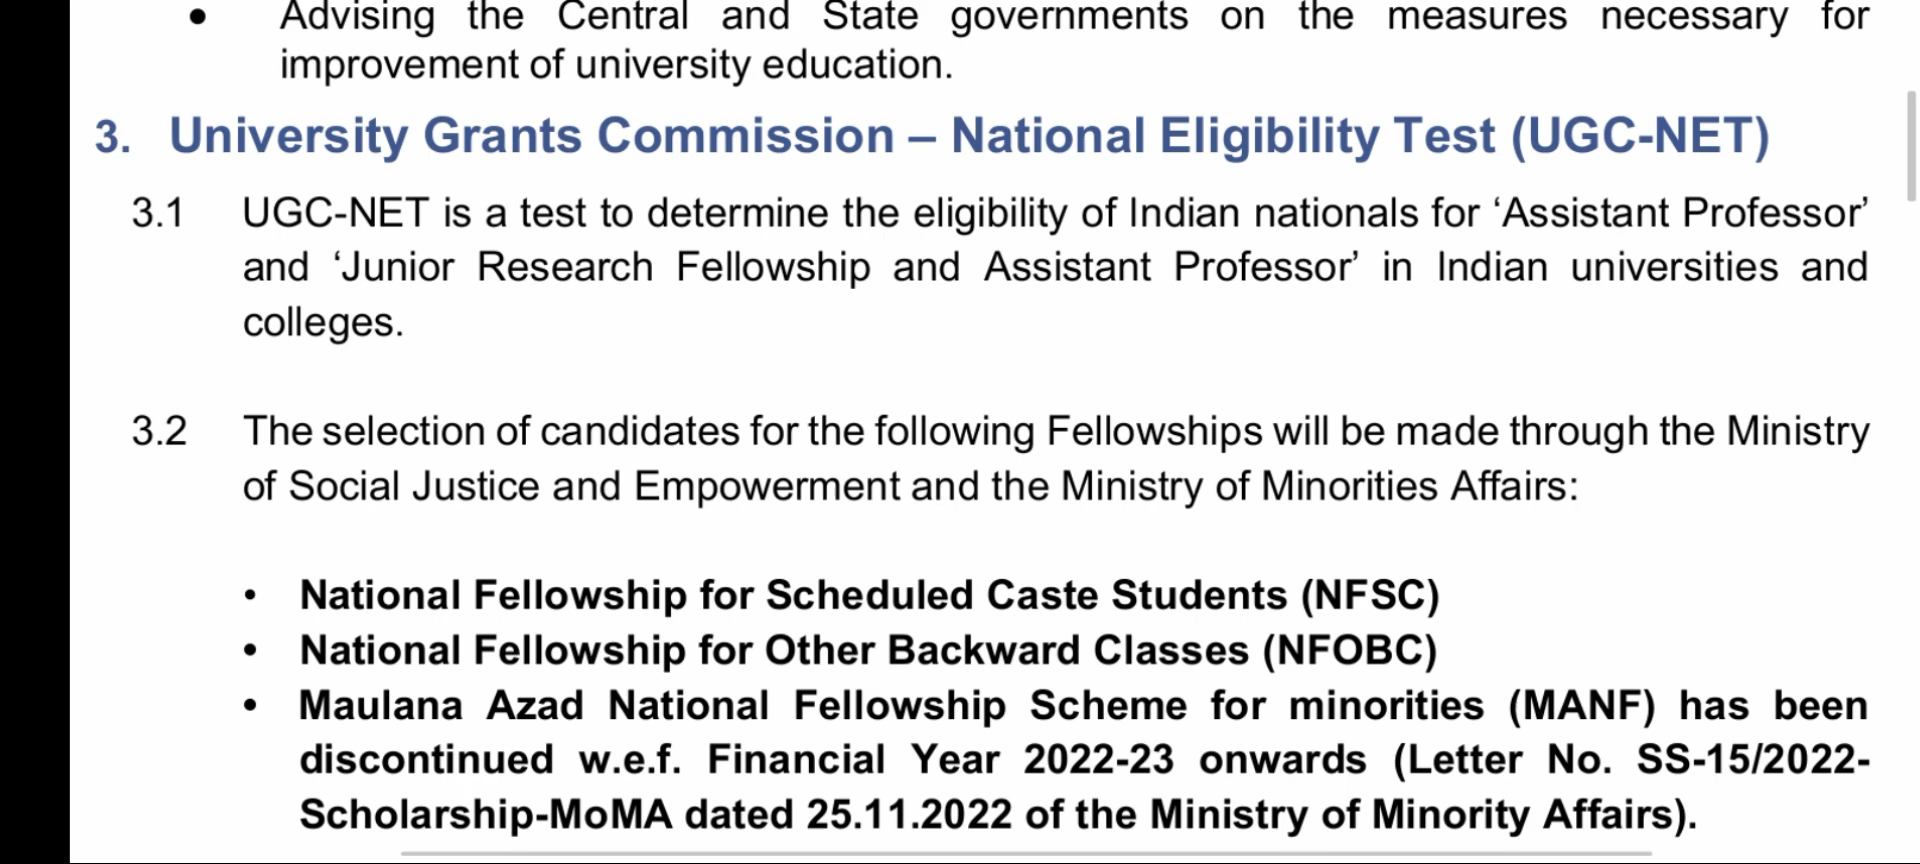 • Advising the Central and State governments on the measures necessary for
improvement of university education.
3. University Grants Commission – National Eligibility Test (UGC-NET)
3.1 UGC-NET is a test to determine the eligibility of Indian nationals for ‘Assistant Professor’
and ‘Junior Research Fellowship and Assistant Professor’ in Indian universities and
colleges.
3.2 The selection of candidates for the following Fellowships will be made through the Ministry
of Social Justice and Empowerment and the Ministry of Minorities Affairs:
• National Fellowship for Scheduled Caste Students (NFSC)
• National Fellowship for Other Backward Classes (NFOBC)
• Maulana Azad National Fellowship Scheme for minorities (MANF) has been
discontinued w.e.f. Financial Year 2022-23 onwards (Letter No. SS-15/2022-
Scholarship-MoMA dated 25.11.2022 of the Ministry of Minority Affairs).